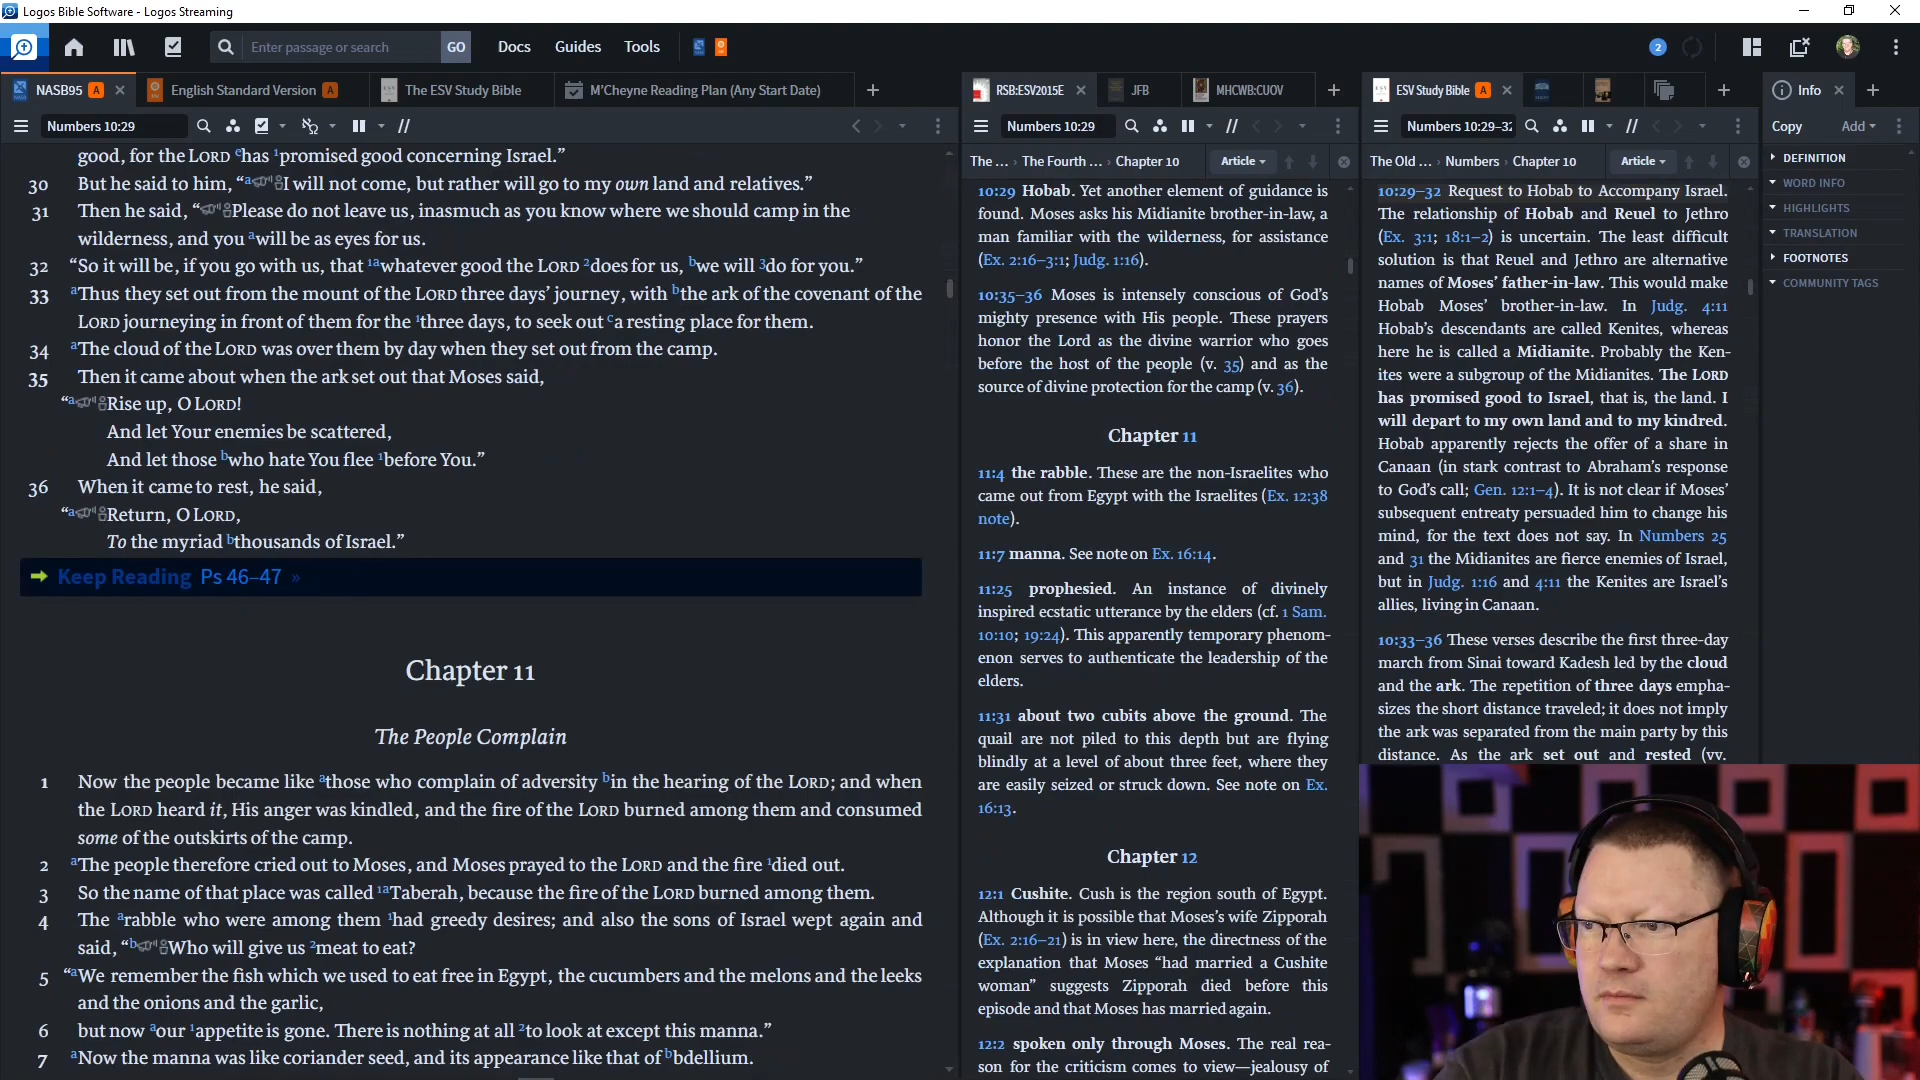 Logos Bible Software - Logos Streaming
Enter passage or search GO Docs Guides Tools 2
NASB95 A English Standard Version A The ESV Study Bible M'Cheyne Reading Plan (Any Start Date)
Numbers 10:29
good, for the LORD ehas 1promised good concerning Israel.”
30 But he said to him, “aI will not come, but rather will go to my own land and relatives.”
31 Then he said, “Please do not leave us, inasmuch as you know where we should camp in the
wilderness, and you awill be as eyes for us.
32 “So it will be, if you go with us, that 1awhatever good the LORD 2does for us, bwe will 3do for you.”
33 aThus they set out from the mount of the LORD three days’ journey, with bthe ark of the covenant of the
LORD journeying in front of them for the 1three days, to seek out ca resting place for them.
34 aThe cloud of the LORD was over them by day when they set out from the camp.
35 Then it came about when the ark set out that Moses said,
“aRise up, O LORD!
And let Your enemies be scattered,
And let those bwho hate You flee 1before You.”
36 When it came to rest, he said,
“aReturn, O LORD,
To the myriad bthousands of Israel.”
Keep Reading Ps 46–47 »
Chapter 11
The People Complain
1 Now the people became like athose who complain of adversity bin the hearing of the LORD; and when
the LORD heard it, His anger was kindled, and the fire of the LORD burned among them and consumed
some of the outskirts of the camp.
2 aThe people therefore cried out to Moses, and Moses prayed to the LORD and the fire 1died out.
3 So the name of that place was called 1aTaberah, because the fire of the LORD burned among them.
4 The arabble who were among them 1had greedy desires; and also the sons of Israel wept again and
said, “bWho will give us 2meat to eat?
5 “aWe remember the fish which we used to eat free in Egypt, the cucumbers and the melons and the leeks
and the onions and the garlic,
6 but now aour 1appetite is gone. There is nothing at all 2to look at except this manna.”
7 aNow the manna was like coriander seed, and its appearance like that of bbdellium.
RSB:ESV2015E JFB MHCWB:CUOV
Numbers 10:29
The ... › The Fourth ... › Chapter 10 Article
10:29 Hobab. Yet another element of guidance is
found. Moses asks his Midianite brother-in-law, a
man familiar with the wilderness, for assistance
(Ex. 2:16–3:1; Judg. 1:16).
10:35–36 Moses is intensely conscious of God’s
mighty presence with His people. These prayers
honor the Lord as the divine warrior who goes
before the host of the people (v. 35) and as the
source of divine protection for the camp (v. 36).
Chapter 11
11:4 the rabble. These are the non-Israelites who
came out from Egypt with the Israelites (Ex. 12:38
note).
11:7 manna. See note on Ex. 16:14.
11:25 prophesied. An instance of divinely
inspired ecstatic utterance by the elders (cf. 1 Sam.
10:10; 19:24). This apparently temporary phenom-
enon serves to authenticate the leadership of the
elders.
11:31 about two cubits above the ground. The
quail are not piled to this depth but are flying
blindly at a level of about three feet, where they
are easily seized or struck down. See note on Ex.
16:13.
Chapter 12
12:1 Cushite. Cush is the region south of Egypt.
Although it is possible that Moses’s wife Zipporah
(Ex. 2:16–21) is in view here, the directness of the
explanation that Moses “had married a Cushite
woman” suggests Zipporah died before this
episode and that Moses has married again.
12:2 spoken only through Moses. The real rea-
son for the criticism comes to view—jealousy of
ESV Study Bible A
Numbers 10:29–32
The Old ... › Numbers › Chapter 10 Article
10:29–32 Request to Hobab to Accompany Israel.
The relationship of Hobab and Reuel to Jethro
(Ex. 3:1; 18:1–2) is uncertain. The least difficult
solution is that Reuel and Jethro are alternative
names of Moses’ father-in-law. This would make
Hobab Moses’ brother-in-law. In Judg. 4:11
Hobab’s descendants are called Kenites, whereas
here he is called a Midianite. Probably the Ken-
ites were a subgroup of the Midianites. The LORD
has promised good to Israel, that is, the land. I
will depart to my own land and to my kindred.
Hobab apparently rejects the offer of a share in
Canaan (in stark contrast to Abraham’s response
to God’s call; Gen. 12:1–4). It is not clear if Moses’
subsequent entreaty persuaded him to change his
mind, for the text does not say. In Numbers 25
and 31 the Midianites are fierce enemies of Israel,
but in Judg. 1:16 and 4:11 the Kenites are Israel’s
allies, living in Canaan.
10:33–36 These verses describe the first three-day
march from Sinai toward Kadesh led by the cloud
and the ark. The repetition of three days empha-
sizes the short distance traveled; it does not imply
the ark was separated from the main party by this
distance. As the ark set out and rested (vv.
Info
Copy Add
DEFINITION
WORD INFO
HIGHLIGHTS
TRANSLATION
FOOTNOTES
COMMUNITY TAGS